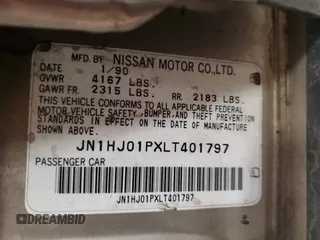 MFD. BY NISSAN MOTOR CO.,LTD.
DATE 1/90
GVWR 4167 LBS.
GAWR FR. 2315 LBS. RR. 2183 LBS.
THIS VEHICLE CONFORMS TO ALL APPLICABLE FEDERAL
MOTOR VEHICLE SAFETY, BUMPER, AND THEFT PREVENTION
STANDARDS IN EFFECT ON THE DATE OF MANUFACTURE
SHOWN ABOVE.
JN1HJ01PXLT401797
PASSENGER CAR
JN1HJ01PXLT401797
DREAMBID